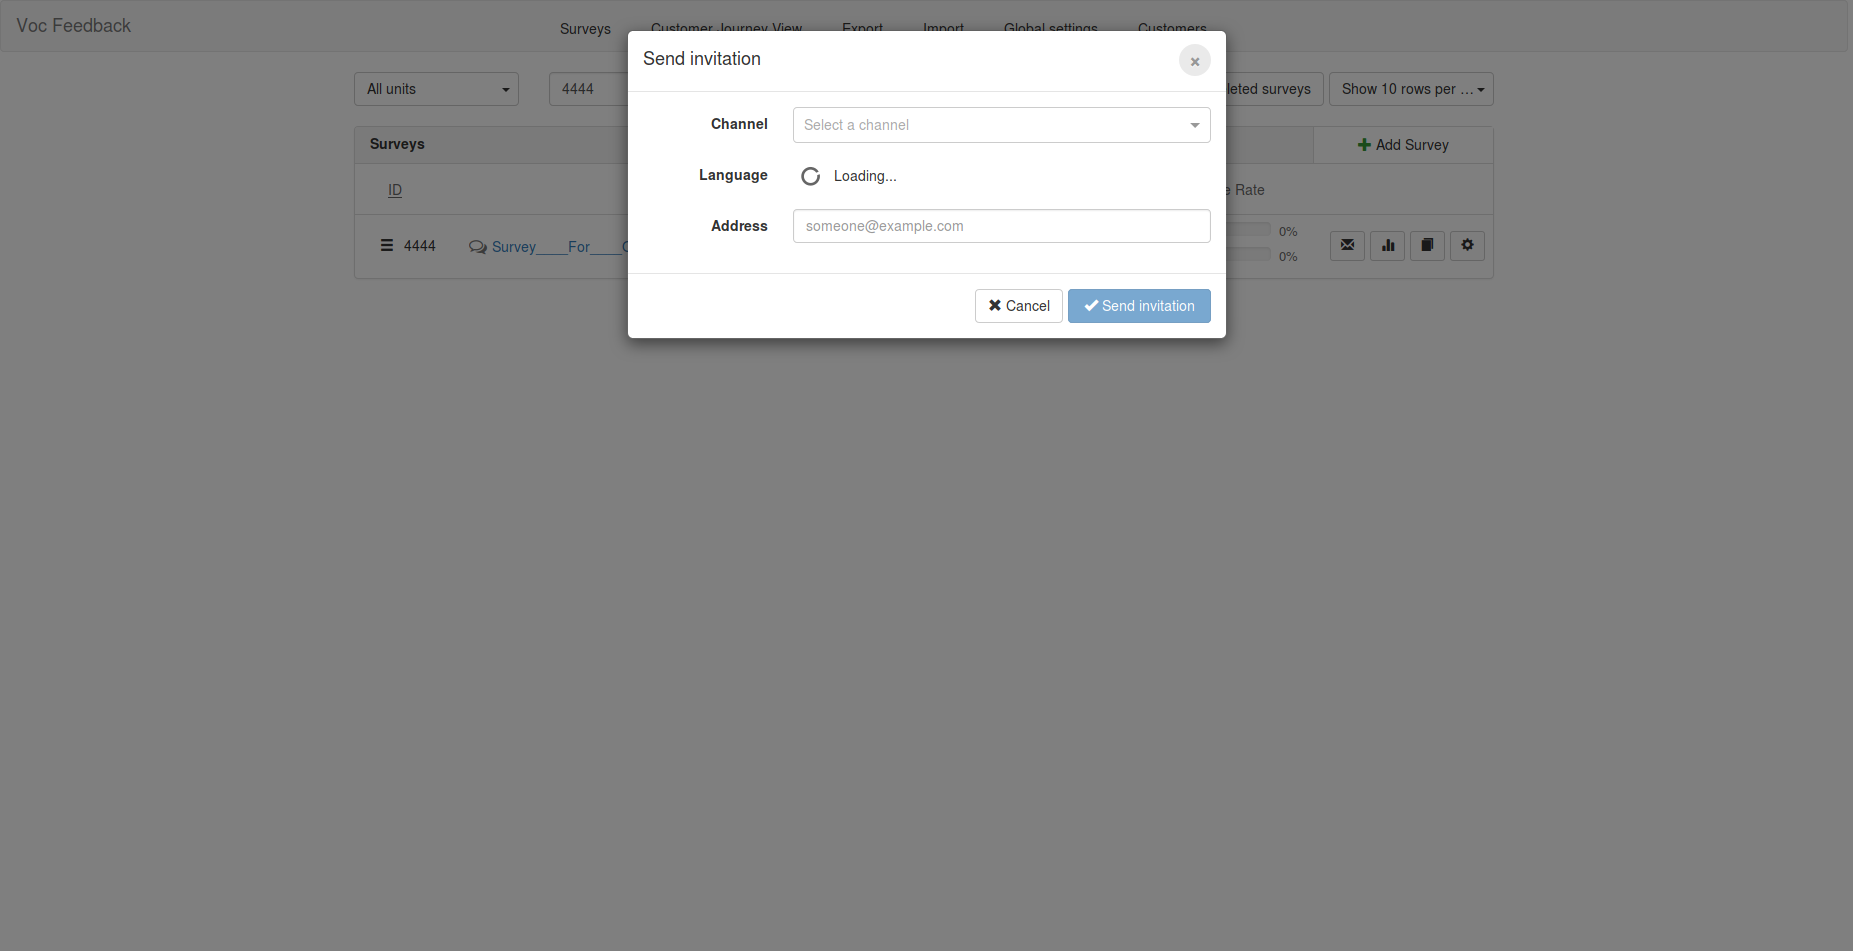 Voc Feedback
Surveys Customer Journey View Export Import Global settings Customers
Send invitation
×
All units
4444
leted surveys
Show 10 rows per ...
Channel
Select a channel
Surveys
Add Survey
Language
Loading...
ID
e Rate
Address
someone@example.com
4444
Survey____For____
0%
0%
Cancel
Send invitation